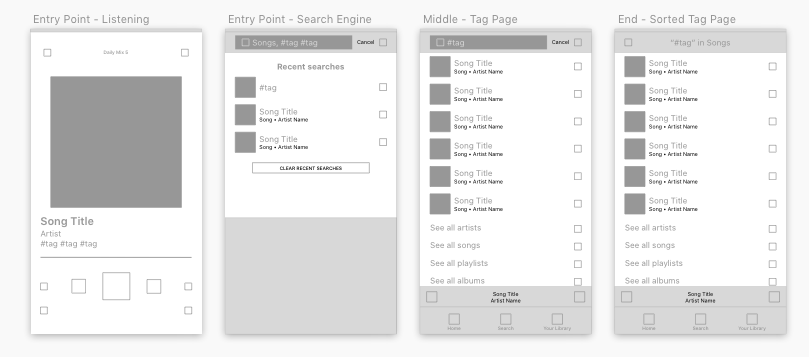 Entry Point - Listening
Daily Mix 5
Song Title
Artist
#tag #tag #tag
Entry Point - Search Engine
Songs, #tag #tag
Cancel
Recent searches
#tag
Song Title
Song • Artist Name
Song Title
Song • Artist Name
CLEAR RECENT SEARCHES
Middle - Tag Page
#tag
Cancel
Song Title
Song • Artist Name
Song Title
Song • Artist Name
Song Title
Song • Artist Name
Song Title
Song • Artist Name
Song Title
Song • Artist Name
Song Title
Song • Artist Name
See all artists
See all songs
See all playlists
See all albums
Song Title
Artist Name
Home
Search
Your Library
End - Sorted Tag Page
"#tag" in Songs
Song Title
Song • Artist Name
Song Title
Song • Artist Name
Song Title
Song • Artist Name
Song Title
Song • Artist Name
Song Title
Song • Artist Name
Song Title
Song • Artist Name
See all artists
See all songs
See all playlists
See all albums
Song Title
Artist Name
Home
Search
Your Library